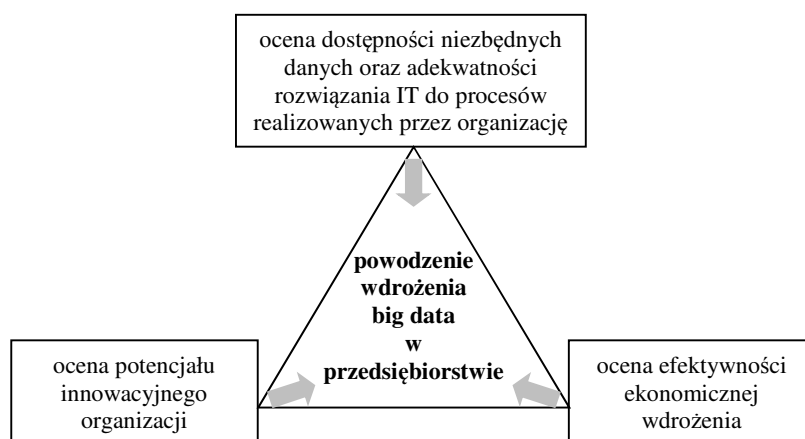 ocena dostępności niezbędnych
danych oraz adekwatności
rozwiązania IT do procesów
realizowanych przez organizację
powodzenie
wdrożenia
big data
w
przedsiębiorstwie
ocena potencjału
innowacyjnego
organizacji
ocena efektywności
ekonomicznej
wdrożenia